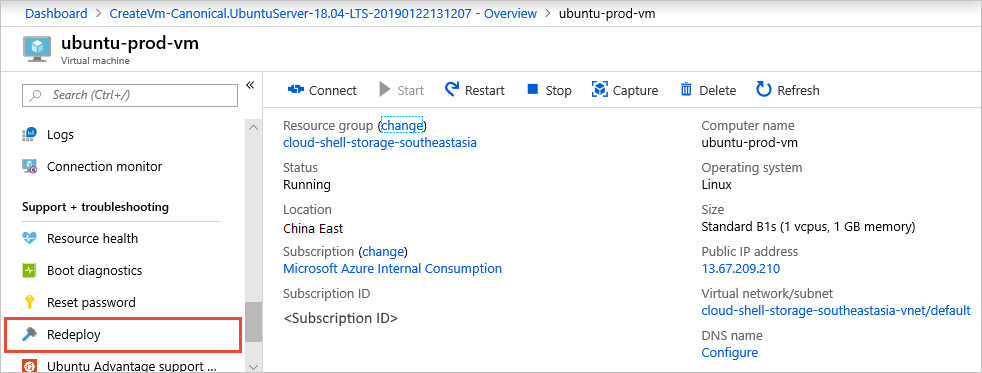 Dashboard > CreateVm-Canonical.UbuntuServer-18.04-LTS-20190122131207 - Overview > ubuntu-prod-vm
ubuntu-prod-vm
Virtual machine
Search (Ctrl+/)
«
Logs
Connection monitor
Support + troubleshooting
Resource health
Boot diagnostics
Reset password
Redeploy
Ubuntu Advantage support ...
Connect Start Restart Stop Capture Delete Refresh
Resource group (change)
cloud-shell-storage-southeastasia
Status
Running
Location
China East
Subscription (change)
Microsoft Azure Internal Consumption
Subscription ID
<Subscription ID>
Computer name
ubuntu-prod-vm
Operating system
Linux
Size
Standard B1s (1 vcpus, 1 GB memory)
Public IP address
13.67.209.210
Virtual network/subnet
cloud-shell-storage-southeastasia-vnet/default
DNS name
Configure